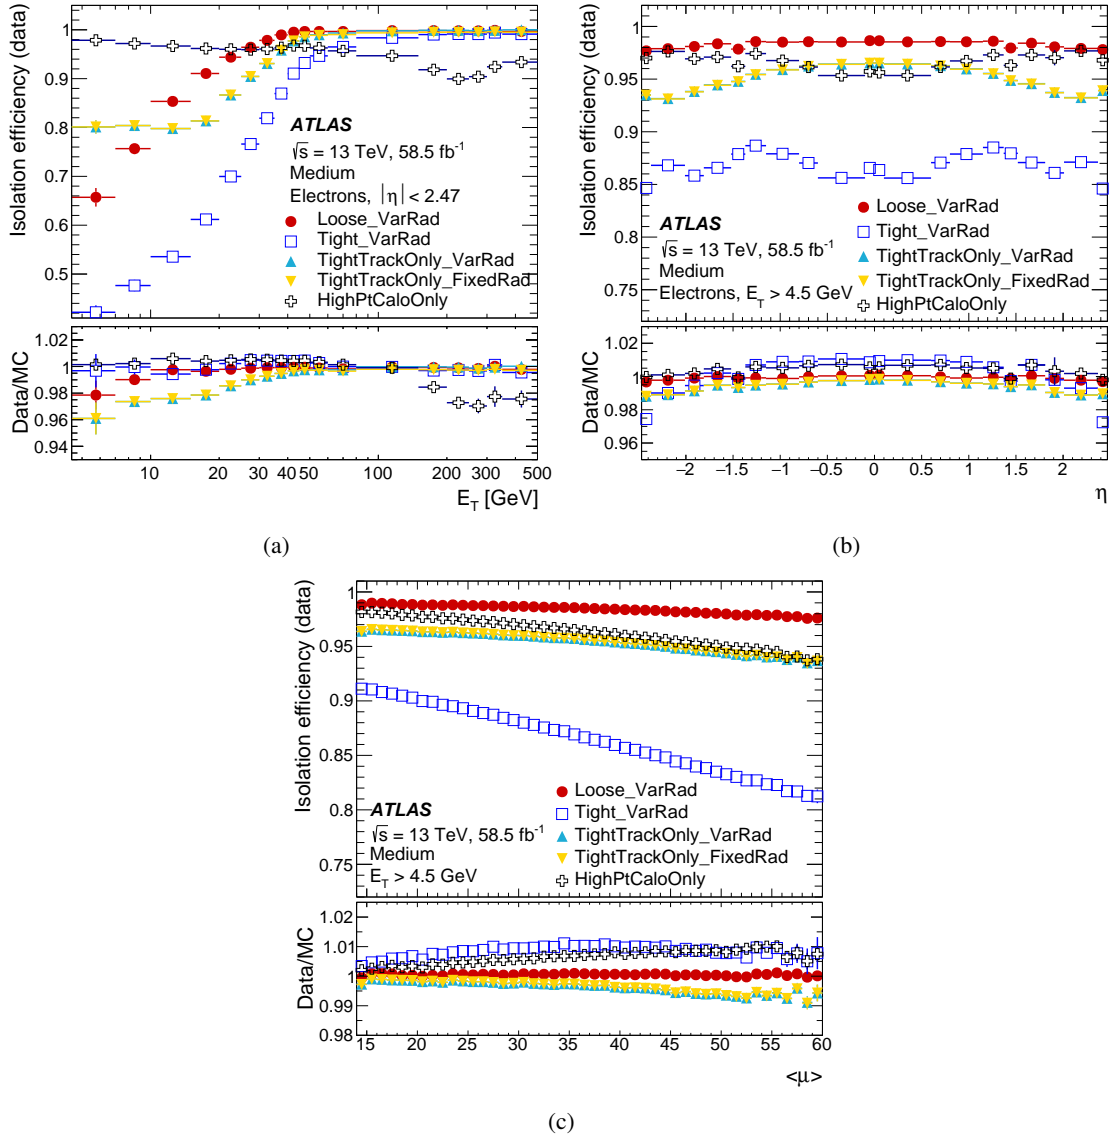 Isolation efficiency (data)
1
0.9
0.8
0.7
0.6
0.5
ATLAS
√s = 13 TeV, 58.5 fb⁻¹
Medium
Electrons, |η| < 2.47
Loose_VarRad
Tight_VarRad
TightTrackOnly_VarRad
TightTrackOnly_FixedRad
HighPtCaloOnly
Data/MC
1.02
1
0.98
0.96
0.94
10 20 30 40 50 100 200 300 500
E_T [GeV]
(a)
Isolation efficiency (data)
1
0.95
0.9
0.85
0.8
0.75
ATLAS
√s = 13 TeV, 58.5 fb⁻¹
Medium
Electrons, E_T > 4.5 GeV
Loose_VarRad
Tight_VarRad
TightTrackOnly_VarRad
TightTrackOnly_FixedRad
HighPtCaloOnly
Data/MC
1.02
1
0.98
0.96
−2 −1.5 −1 −0.5 0 0.5 1 1.5 2
η
(b)
Isolation efficiency (data)
1
0.95
0.9
0.85
0.8
0.75
ATLAS
√s = 13 TeV, 58.5 fb⁻¹
Medium
E_T > 4.5 GeV
Loose_VarRad
Tight_VarRad
TightTrackOnly_VarRad
TightTrackOnly_FixedRad
HighPtCaloOnly
Data/MC
1.02
1.01
1
0.99
0.98
15 20 25 30 35 40 45 50 55 60
<μ>
(c)